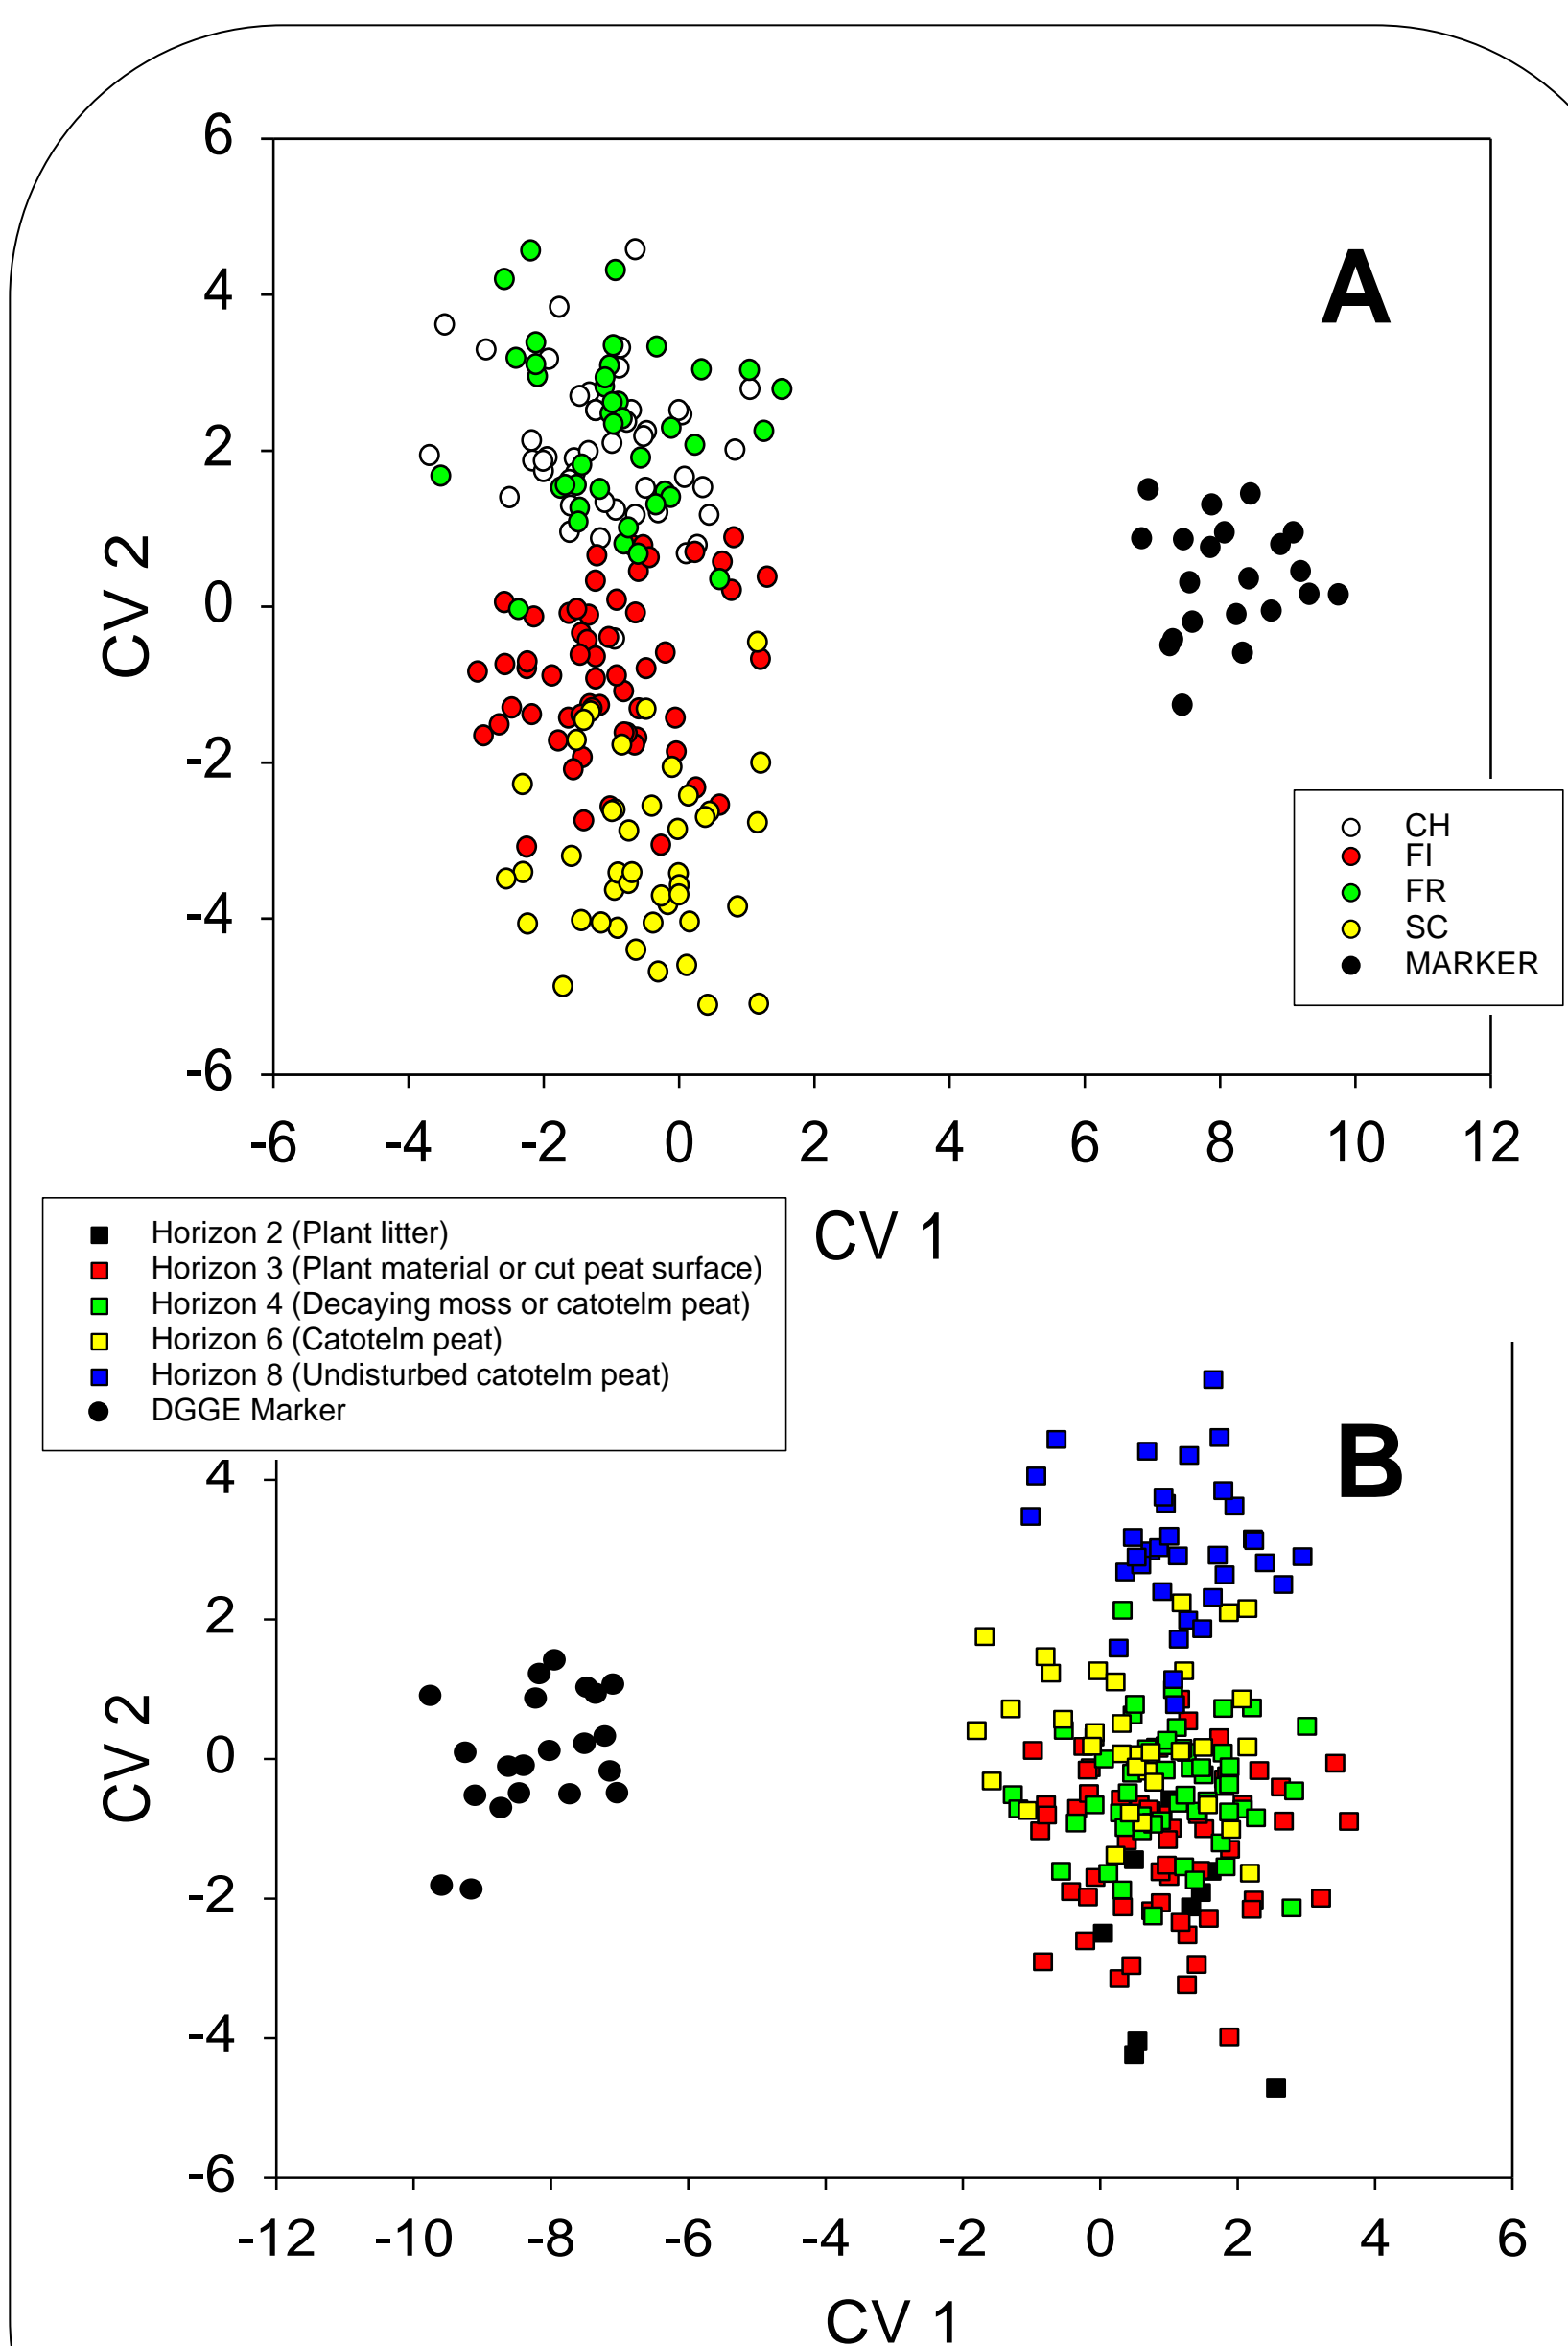 6
4
2
0
-2
-4
-6
CV 2
A
CH
FI
FR
SC
MARKER
-6 -4 -2 0 2 4 6 8 10 12
CV 1
Horizon 2 (Plant litter)
Horizon 3 (Plant material or cut peat surface)
Horizon 4 (Decaying moss or catotelm peat)
Horizon 6 (Catotelm peat)
Horizon 8 (Undisturbed catotelm peat)
DGGE Marker
B
4
2
0
-2
-4
-6
CV 2
-12 -10 -8 -6 -4 -2 0 2 4 6
CV 1